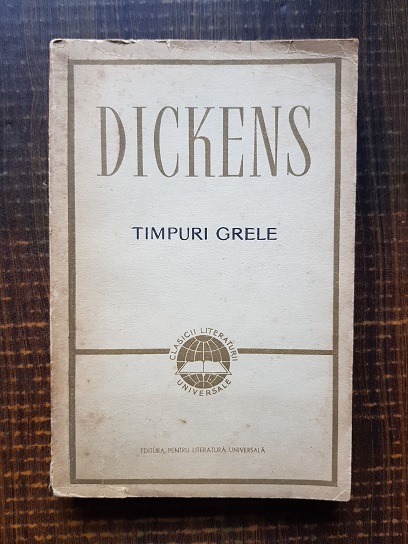 DICKENS
TIMPURI GRELE
CLASICII LITERATURII
UNIVERSALE
EDITURA PENTRU LITERATURĂ UNIVERSALĂ